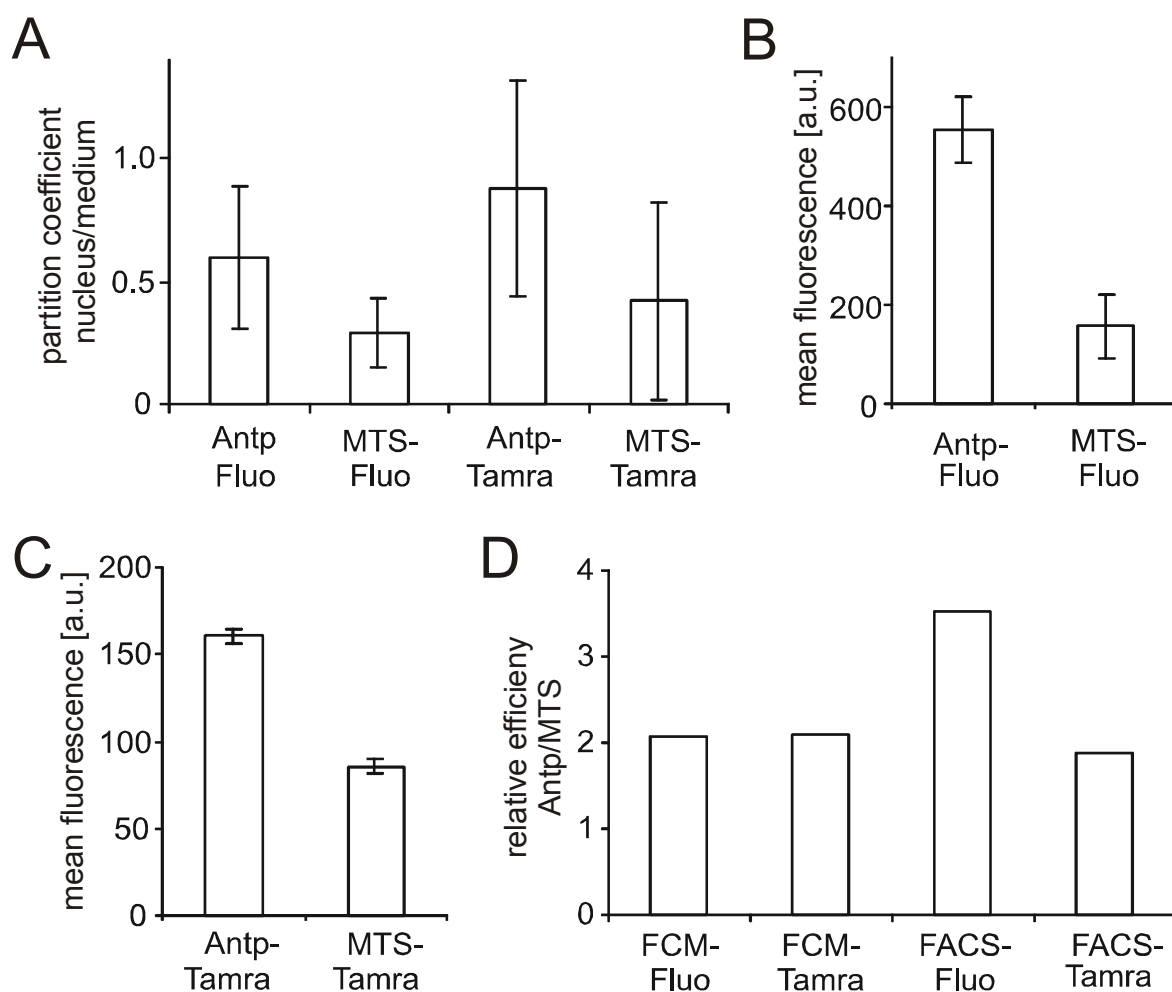 A
partition coefficient
nucleus/medium
1.0
0.5
0
Antp
Fluo
MTS-
Fluo
Antp-
Tamra
MTS-
Tamra
B
mean fluorescence [a.u.]
600
400
200
0
Antp-
Fluo
MTS-
Fluo
C
mean fluorescence [a.u.]
200
150
100
50
0
Antp-
Tamra
MTS-
Tamra
D
relative efficieny
Antp/MTS
4
3
2
1
0
FCM-
Fluo
FCM-
Tamra
FACS-
Fluo
FACS-
Tamra